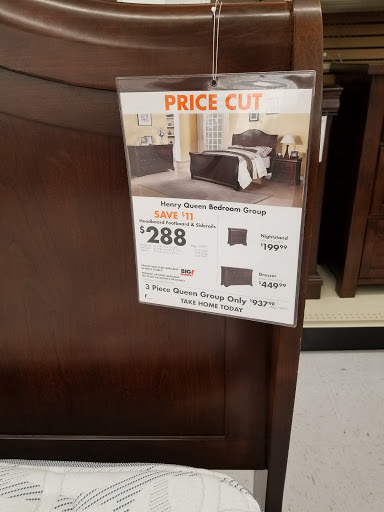 PRICE CUT
Henry Queen Bedroom Group
SAVE $11
Headboard Footboard & Siderails
$288
Nightstand
$199.99
Dresser
$449.99
BIG!
3 Piece Queen Group Only $937.98
TAKE HOME TODAY